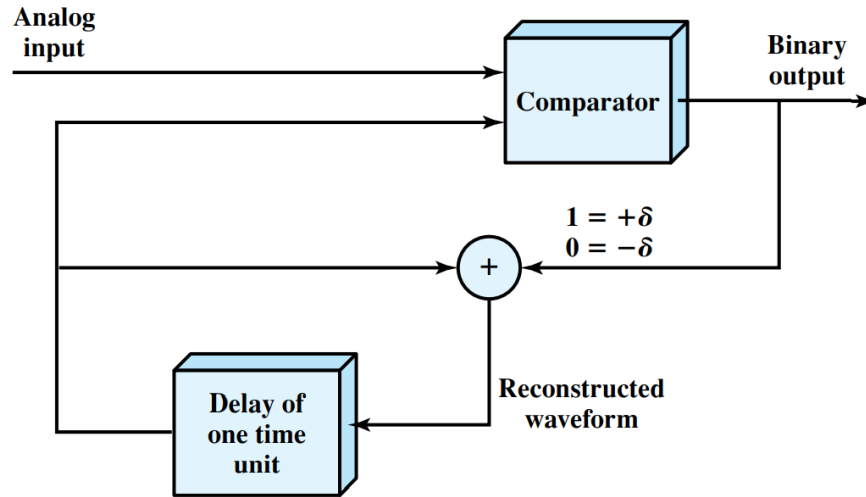 Analog
input
Binary
output
Comparator
1 = +δ
0 = −δ
+
Reconstructed
waveform
Delay of
one time
unit